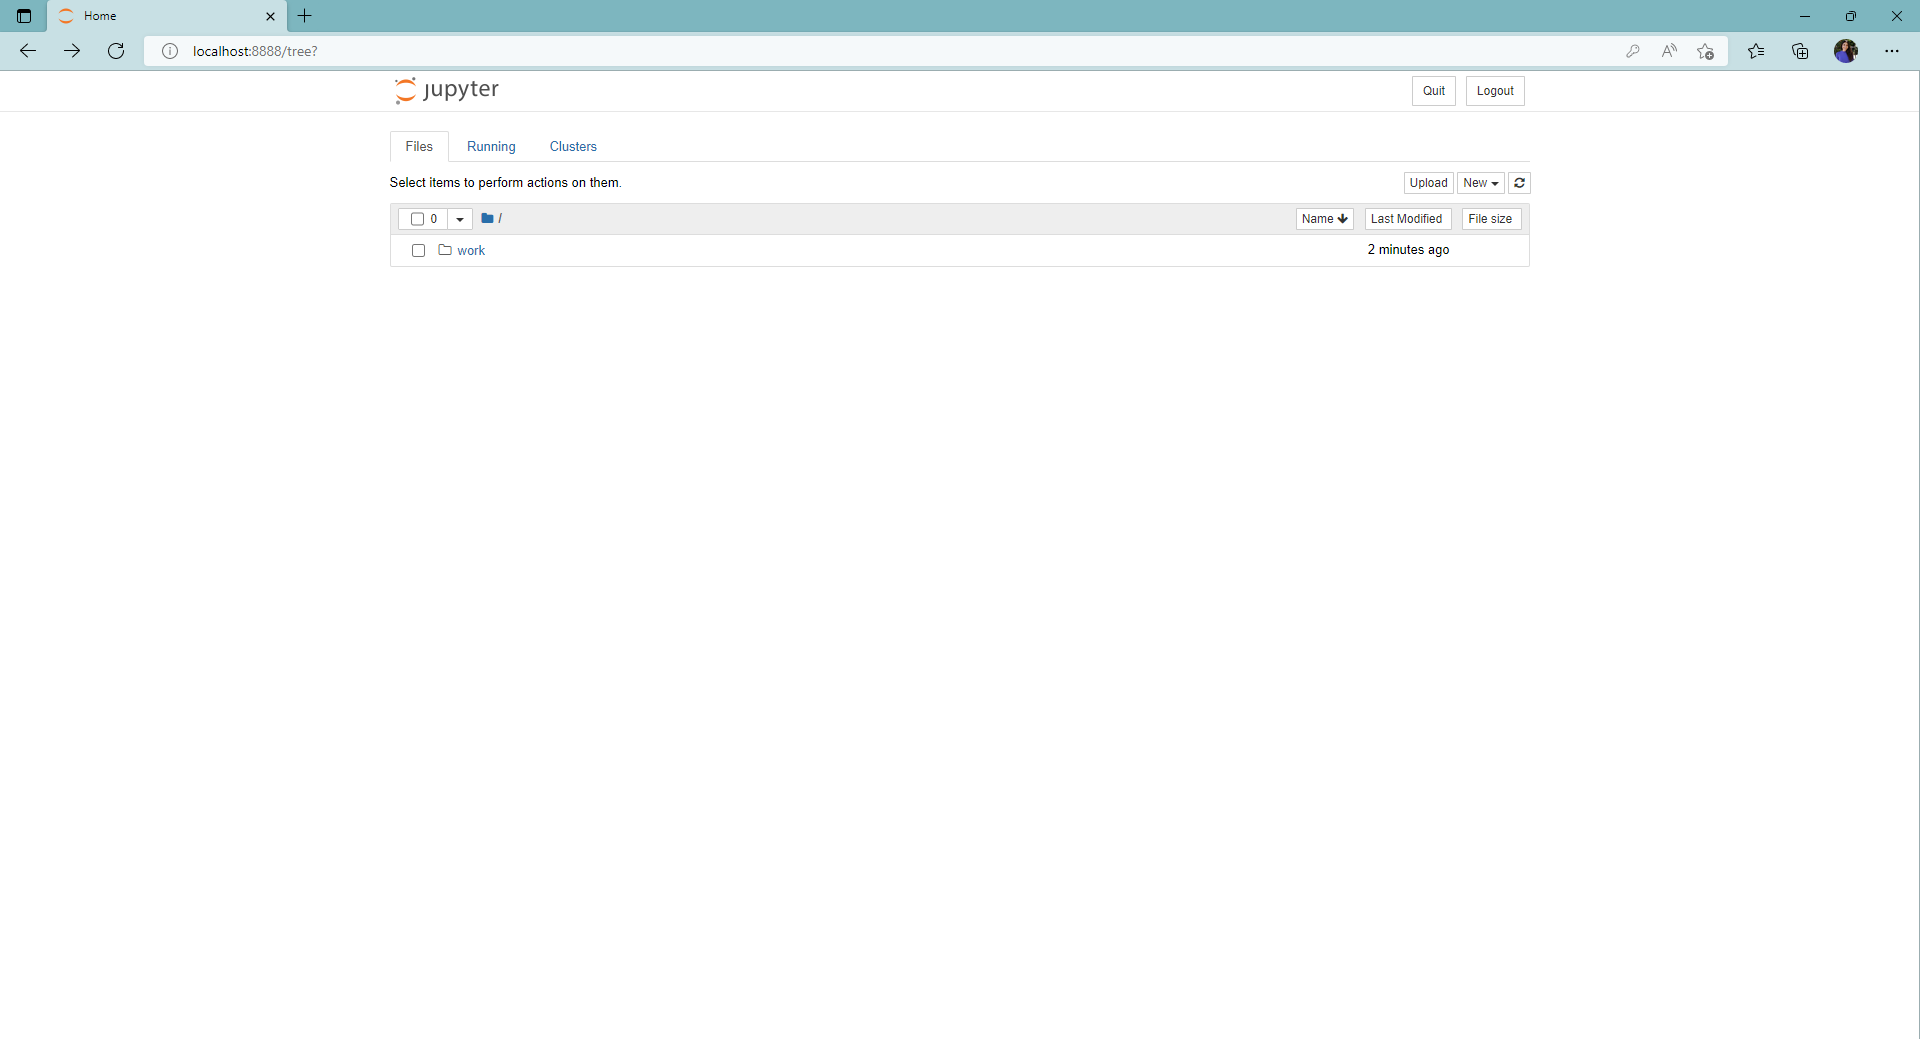 Home
localhost:8888/tree?
jupyter
Quit Logout
Files Running Clusters
Select items to perform actions on them.
Upload New
0 / Name Last Modified File size
work 2 minutes ago